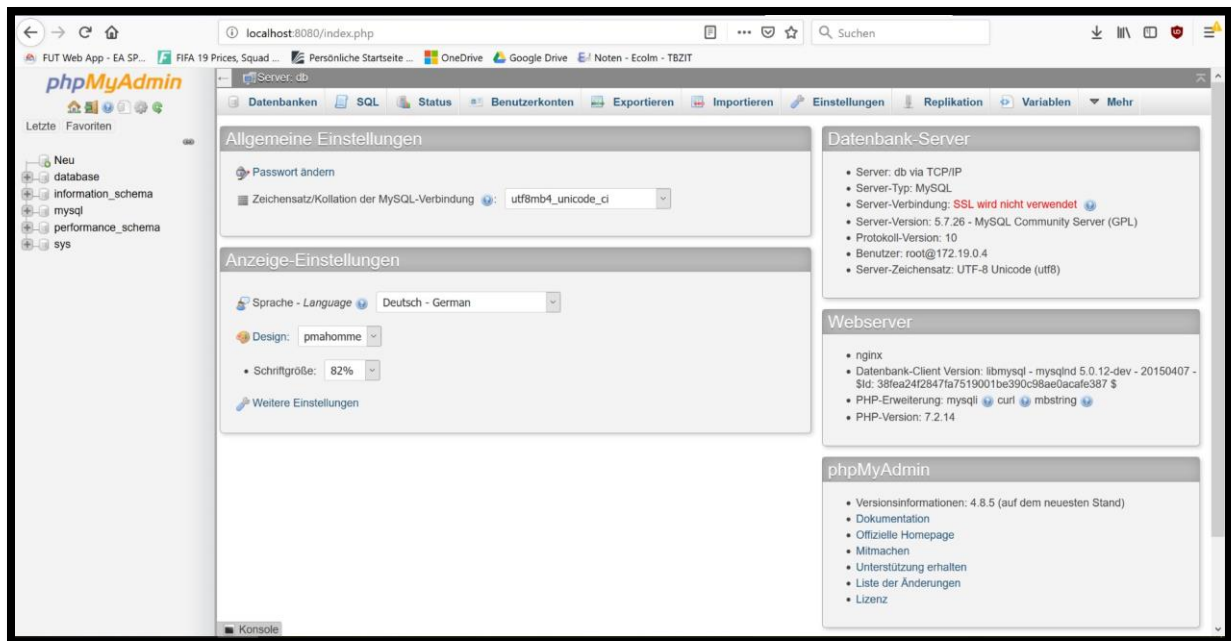 localhost:8080/index.php
Suchen
FUT Web App - EA SP...
FIFA 19 Prices, Squad ...
Persönliche Startseite ...
OneDrive
Google Drive
Noten - Ecolm - TBZIT
phpMyAdmin
Letzte Favoriten
Neu
database
information_schema
mysql
performance_schema
sys
Server: db
Datenbanken
SQL
Status
Benutzerkonten
Exportieren
Importieren
Einstellungen
Replikation
Variablen
Mehr
Allgemeine Einstellungen
Passwort ändern
Zeichensatz/Kollation der MySQL-Verbindung : utf8mb4_unicode_ci
Anzeige-Einstellungen
Sprache - Language Deutsch - German
Design: pmahomme
• Schriftgröße: 82%
Weitere Einstellungen
Konsole
Datenbank-Server
• Server: db via TCP/IP
• Server-Typ: MySQL
• Server-Verbindung: SSL wird nicht verwendet
• Server-Version: 5.7.26 - MySQL Community Server (GPL)
• Protokoll-Version: 10
• Benutzer: root@172.19.0.4
• Server-Zeichensatz: UTF-8 Unicode (utf8)
Webserver
• nginx
• Datenbank-Client Version: libmysql - mysqlnd 5.0.12-dev - 20150407 -
$Id: 38fea24f2847fa7519001be390c98ae0acafe387 $
• PHP-Erweiterung: mysqli curl mbstring
• PHP-Version: 7.2.14
phpMyAdmin
• Versionsinformationen: 4.8.5 (auf dem neuesten Stand)
• Dokumentation
• Offizielle Homepage
• Mitmachen
• Unterstützung erhalten
• Liste der Änderungen
• Lizenz